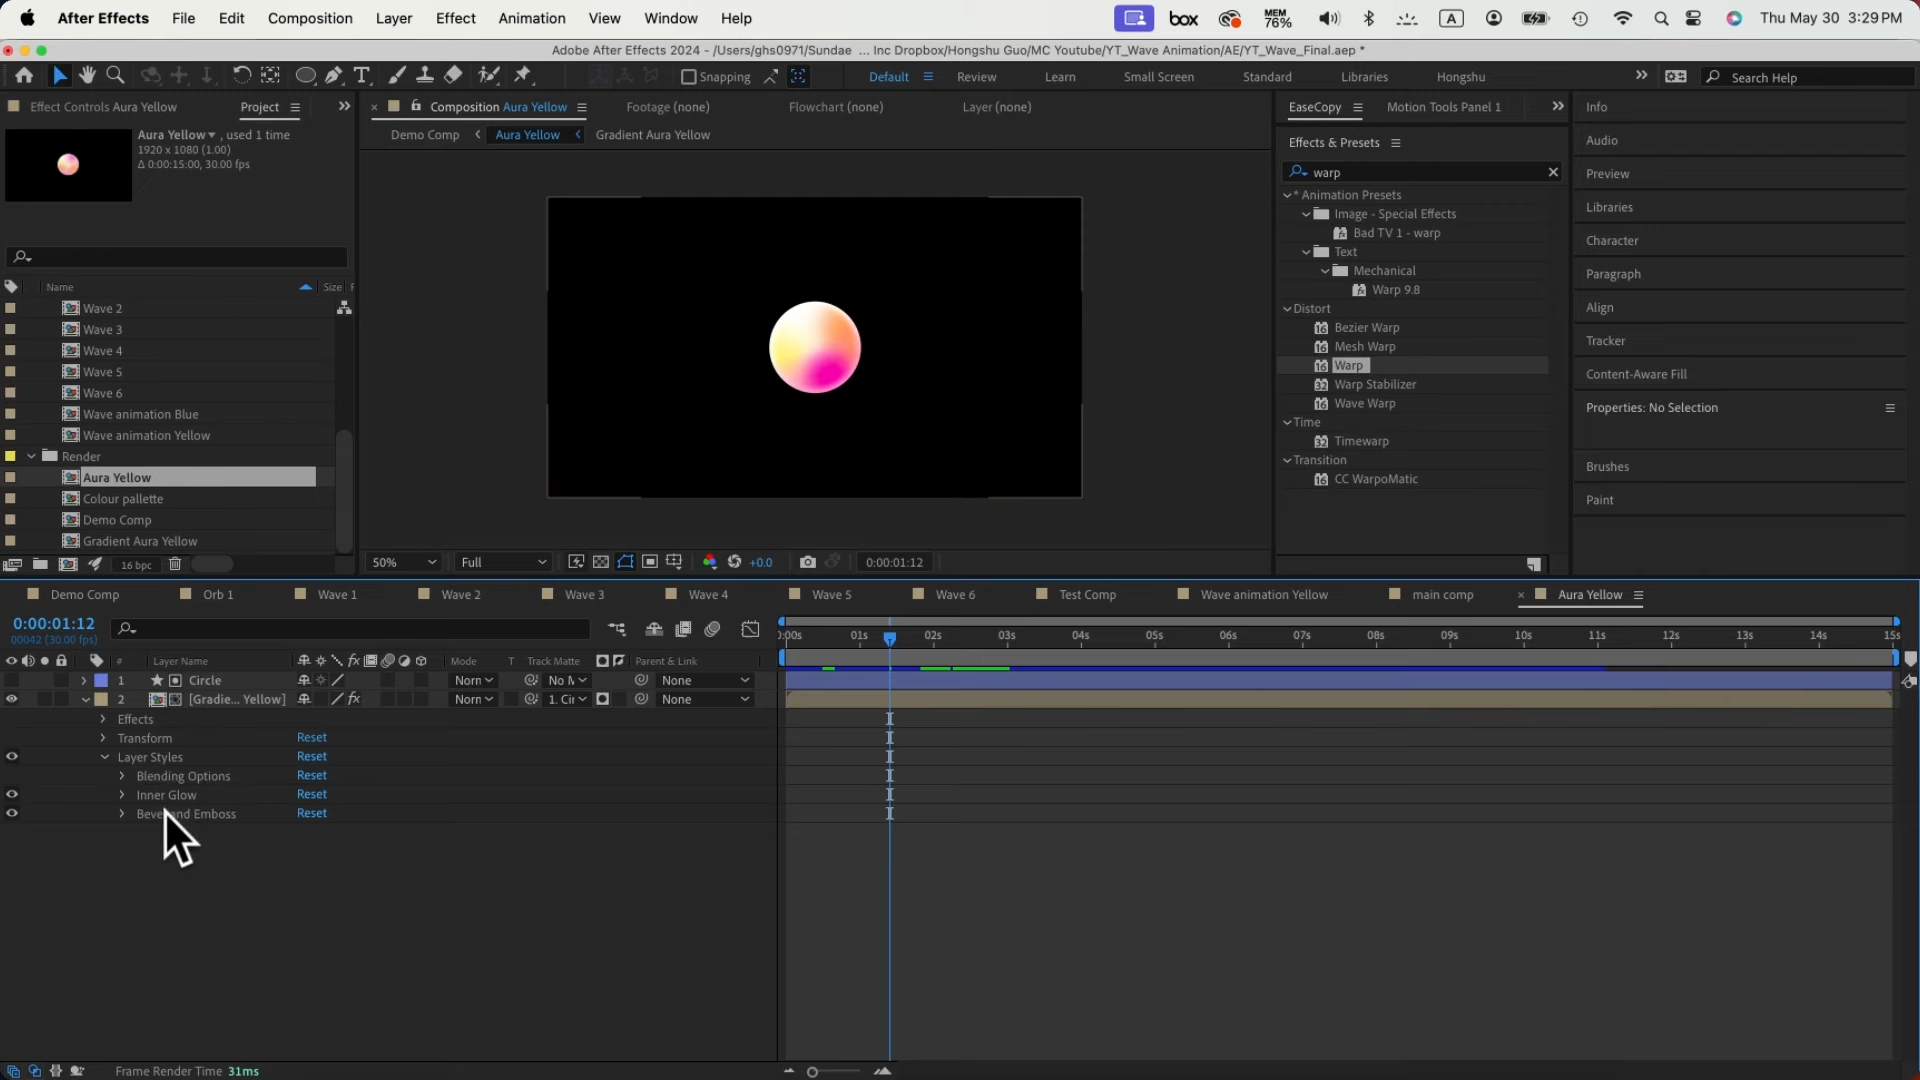 After Effects File Edit Composition Layer Effect Animation View Window Help box MEM 76% A Thu May 30 3:29 PM
Adobe After Effects 2024 - /Users/ghs0971/Sundae ... Inc Dropbox/Hongshu Guo/MC Youtube/YT_Wave Animation/AE/YT_Wave_Final.aep *
Snapping Default Review Learn Small Screen Standard Libraries Hongshu Search Help
Effect Controls Aura Yellow Project
Aura Yellow , used 1 time
1920 x 1080 (1.00)
Δ 0:00:15:00, 30.00 fps
Name Size
Wave 2
Wave 3
Wave 4
Wave 5
Wave 6
Wave animation Blue
Wave animation Yellow
Render
Aura Yellow
Colour pallette
Demo Comp
Gradient Aura Yellow
16 bpc
Composition Aura Yellow Footage (none) Flowchart (none) Layer (none)
Demo Comp Aura Yellow Gradient Aura Yellow
50% Full +0.0 0:00:01:12
EaseCopy Motion Tools Panel 1
Effects & Presets
warp
* Animation Presets
Image - Special Effects
Bad TV 1 - warp
Text
Mechanical
Warp 9.8
Distort
Bezier Warp
Mesh Warp
Warp
Warp Stabilizer
Wave Warp
Time
Timewarp
Transition
CC WarpoMatic
Info
Audio
Preview
Libraries
Character
Paragraph
Align
Tracker
Content-Aware Fill
Properties: No Selection
Brushes
Paint
Demo Comp Orb 1 Wave 1 Wave 2 Wave 3 Wave 4 Wave 5 Wave 6 Test Comp Wave animation Yellow main comp Aura Yellow
0:00:01:12
00042 (30.00 fps)
:00s 01s 02s 03s 04s 05s 06s 07s 08s 09s 10s 11s 12s 13s 14s 15s
# Layer Name Mode T Track Matte Parent & Link
1 Circle Norn No M None
2 [Gradie... Yellow] Norn 1. Cir None
Effects
Transform Reset
Layer Styles Reset
Blending Options Reset
Inner Glow Reset
Bevel and Emboss Reset
Frame Render Time 31ms